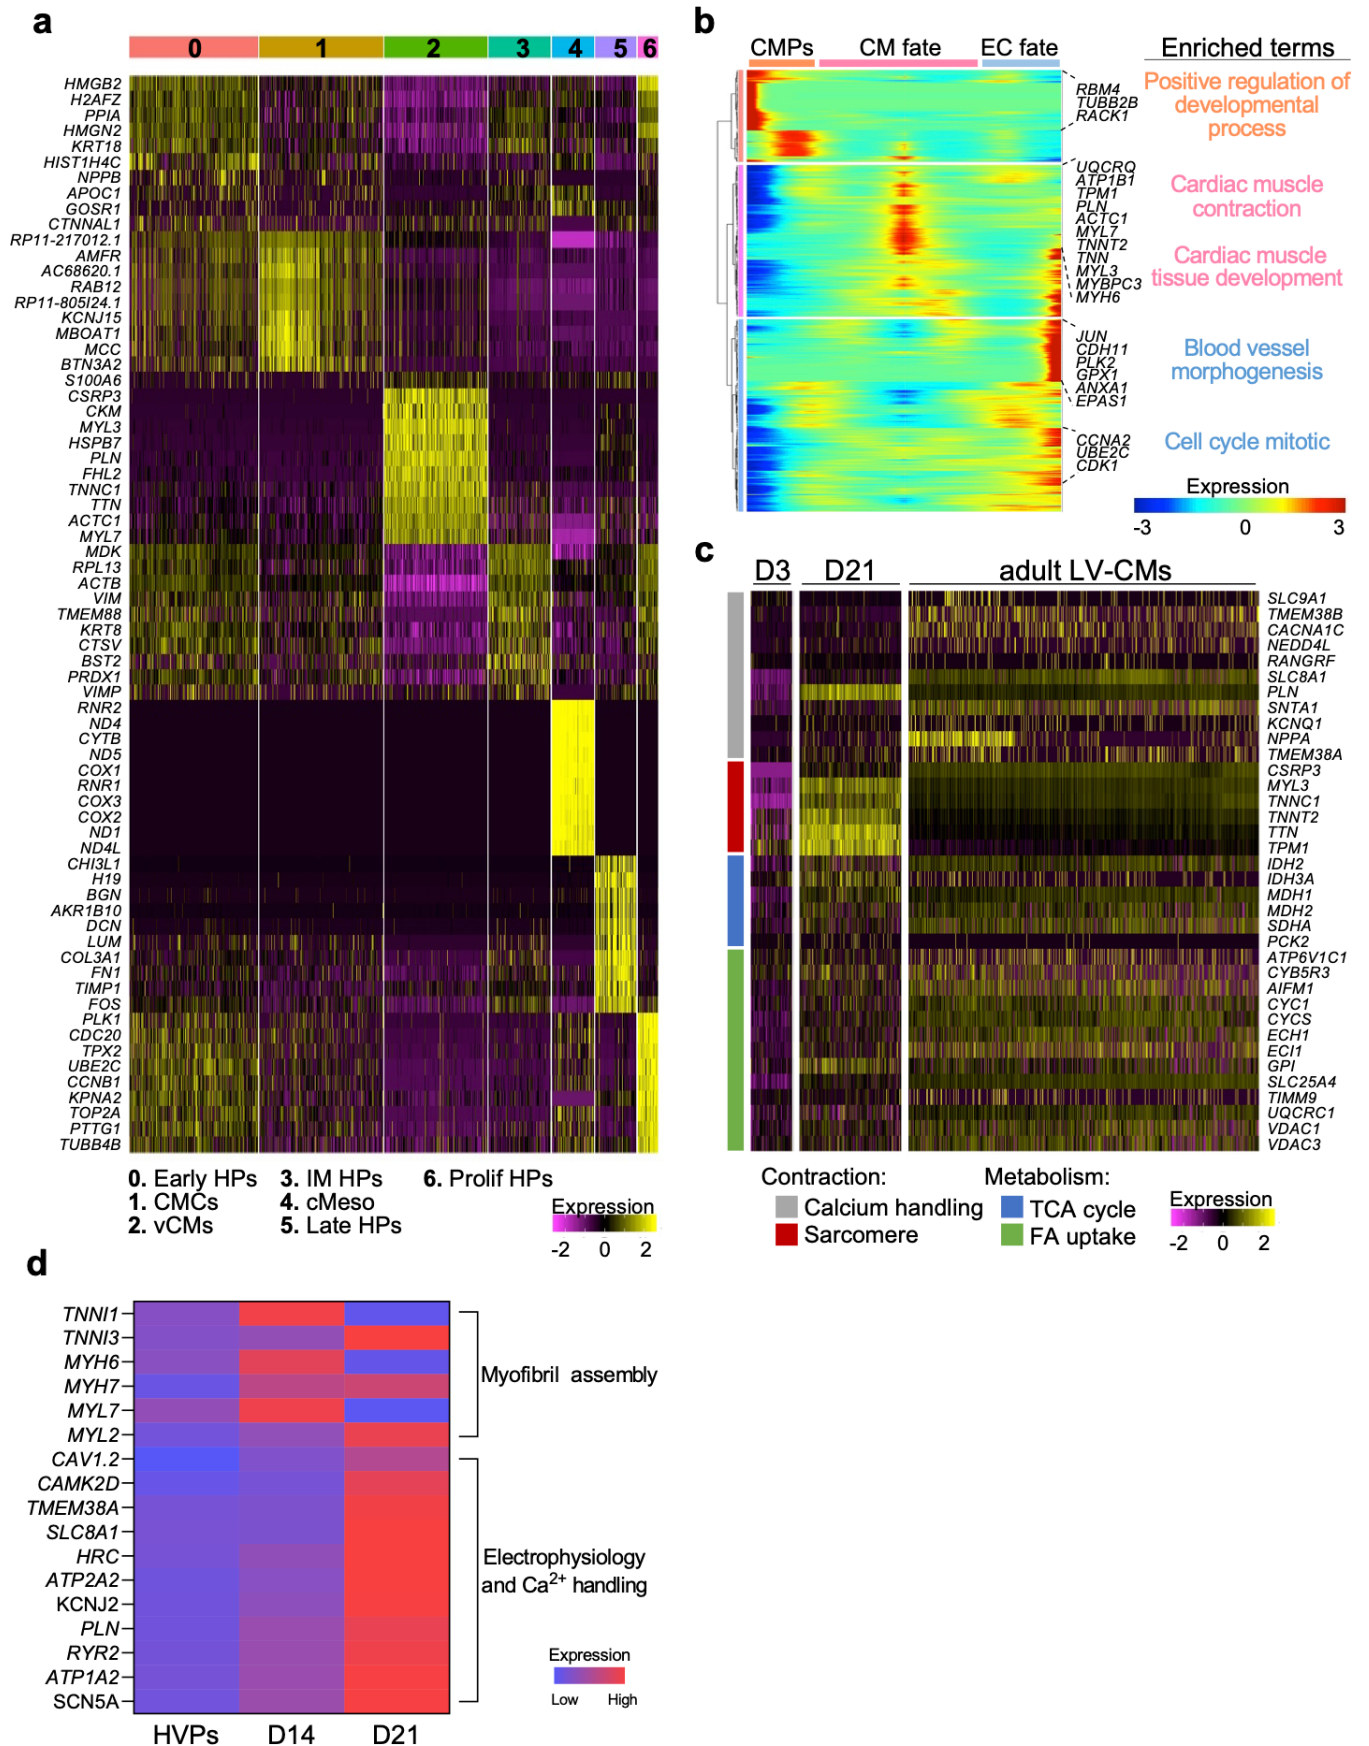 a
0 1 2 3 4 5 6
HMGB2
H2AFZ
PPIA
HMGN2
KRT18
HIST1H4C
NPPB
APOC1
GOSR1
CTNNAL1
RP11-217012.1
AMFR
AC68620.1
RAB12
RP11-805I24.1
KCNJ15
MBOAT1
MCC
BTN3A2
S100A6
CSRP3
CKM
MYL3
HSPB7
PLN
FHL2
TNNC1
TTN
ACTC1
MYL7
MDK
RPL13
ACTB
VIM
TMEM88
KRT8
CTSV
BST2
PRDX1
VIMP
RNR2
ND4
CYTB
ND5
COX1
RNR1
COX3
COX2
ND1
ND4L
CHI3L1
H19
BGN
AKR1B10
DCN
LUM
COL3A1
FN1
TIMP1
FOS
PLK1
CDC20
TPX2
UBE2C
CCNB1
KPNA2
TOP2A
PTTG1
TUBB4B
0. Early HPs
1. CMCs
2. vCMs
3. IM HPs
4. cMeso
5. Late HPs
6. Prolif HPs
Expression
-2 0 2
b
CMPs CM fate EC fate
Enriched terms
RBM4
TUBB2B
RACK1
UQCRQ
ATP1B1
TPM1
PLN
ACTC1
MYL7
TNNT2
TNN
MYL3
MYBPC3
MYH6
JUN
CDH11
PLK2
GPX1
ANXA1
EPAS1
CCNA2
UBE2C
CDK1
Positive regulation of
developmental
process
Cardiac muscle
contraction
Cardiac muscle
tissue development
Blood vessel
morphogenesis
Cell cycle mitotic
Expression
-3 0 3
c
D3 D21 adult LV-CMs
SLC9A1
TMEM38B
CACNA1C
NEDD4L
RANGRF
SLC8A1
PLN
SNTA1
KCNQ1
NPPA
TMEM38A
CSRP3
MYL3
TNNC1
TNNT2
TTN
TPM1
IDH2
IDH3A
MDH1
MDH2
SDHA
PCK2
ATP6V1C1
CYB5R3
AIFM1
CYC1
CYCS
ECH1
ECI1
GPI
SLC25A4
TIMM9
UQCRC1
VDAC1
VDAC3
Contraction:
Calcium handling
Sarcomere
Metabolism:
TCA cycle
FA uptake
Expression
-2 0 2
d
TNNI1
TNNI3
MYH6
MYH7
MYL7
MYL2
CAV1.2
CAMK2D
TMEM38A
SLC8A1
HRC
ATP2A2
KCNJ2
PLN
RYR2
ATP1A2
SCN5A
HVPs D14 D21
Myofibril assembly
Electrophysiology
and Ca2+ handling
Expression
Low High